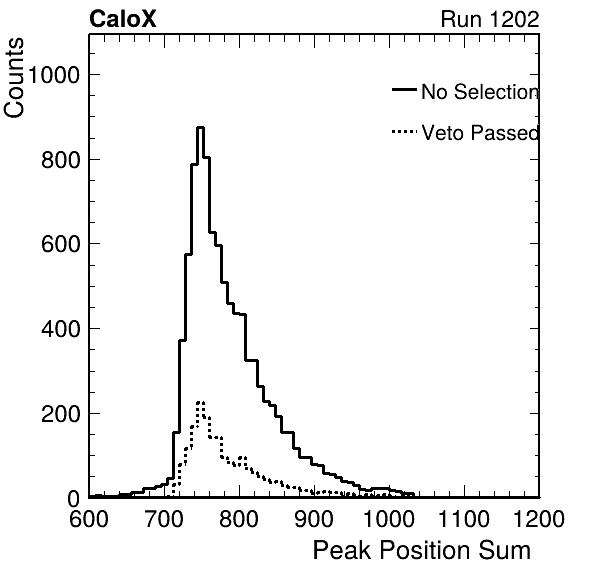 CaloX Run 1202
Counts
1000
800
600
400
200
0
No Selection
Veto Passed
600 700 800 900 1000 1100 1200
Peak Position Sum